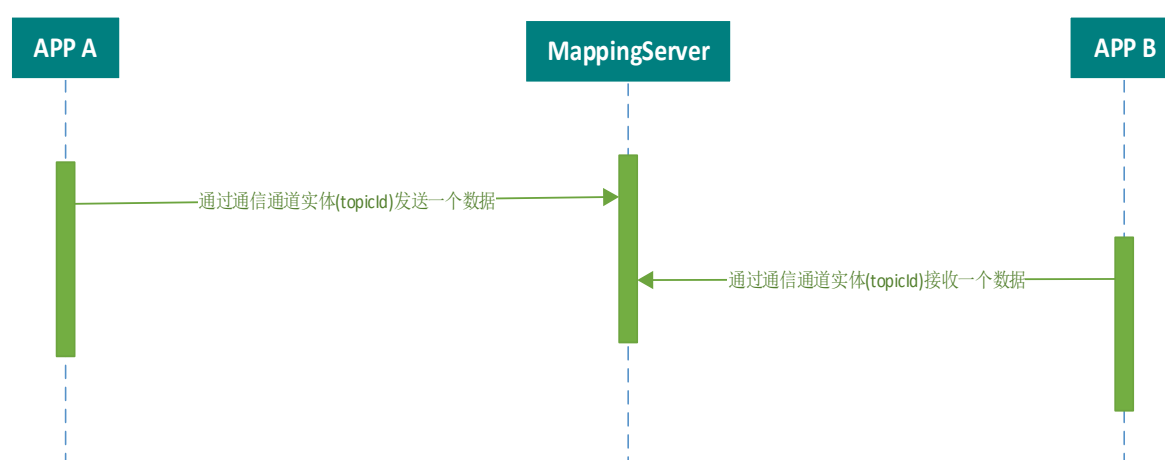 APP A
MappingServer
APP B
通过通信通道实体(topicId)发送一个数据
通过通信通道实体(topicId)接收一个数据